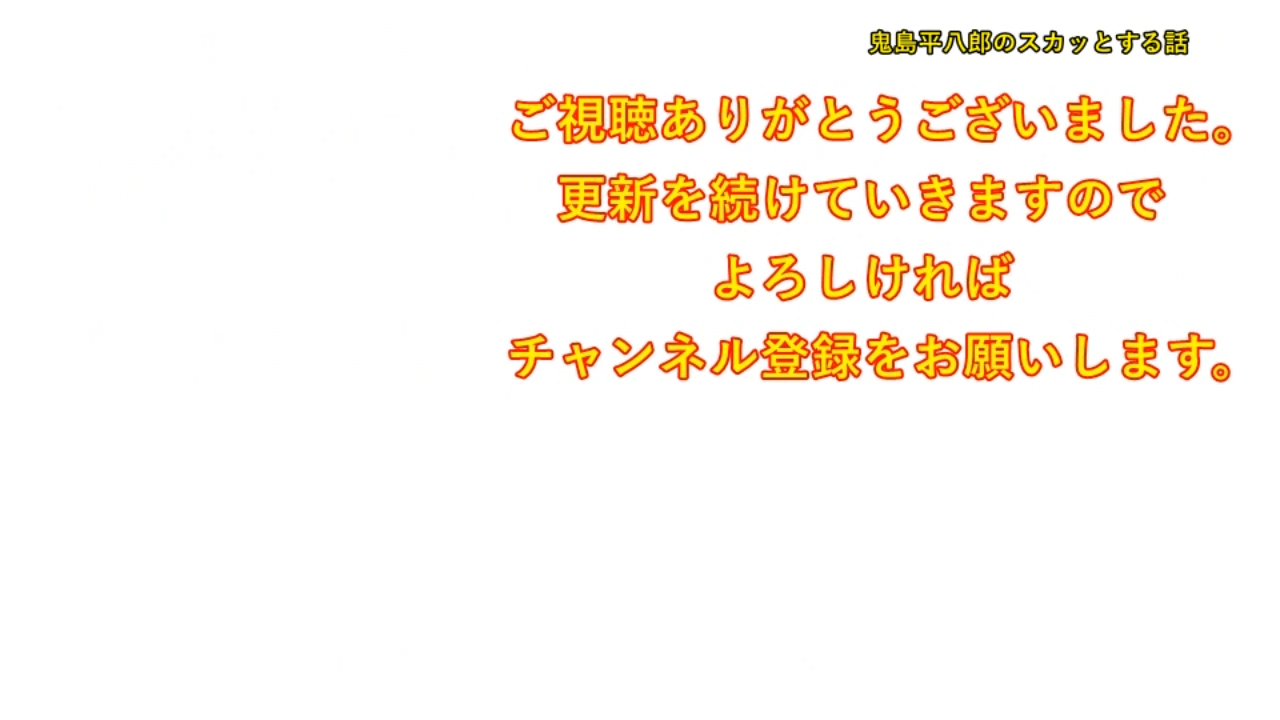 鬼島平八郎のスカッとする話
ご視聴ありがとうございました。
更新を続けていきますので
よろしければ
チャンネル登録をお願いします。